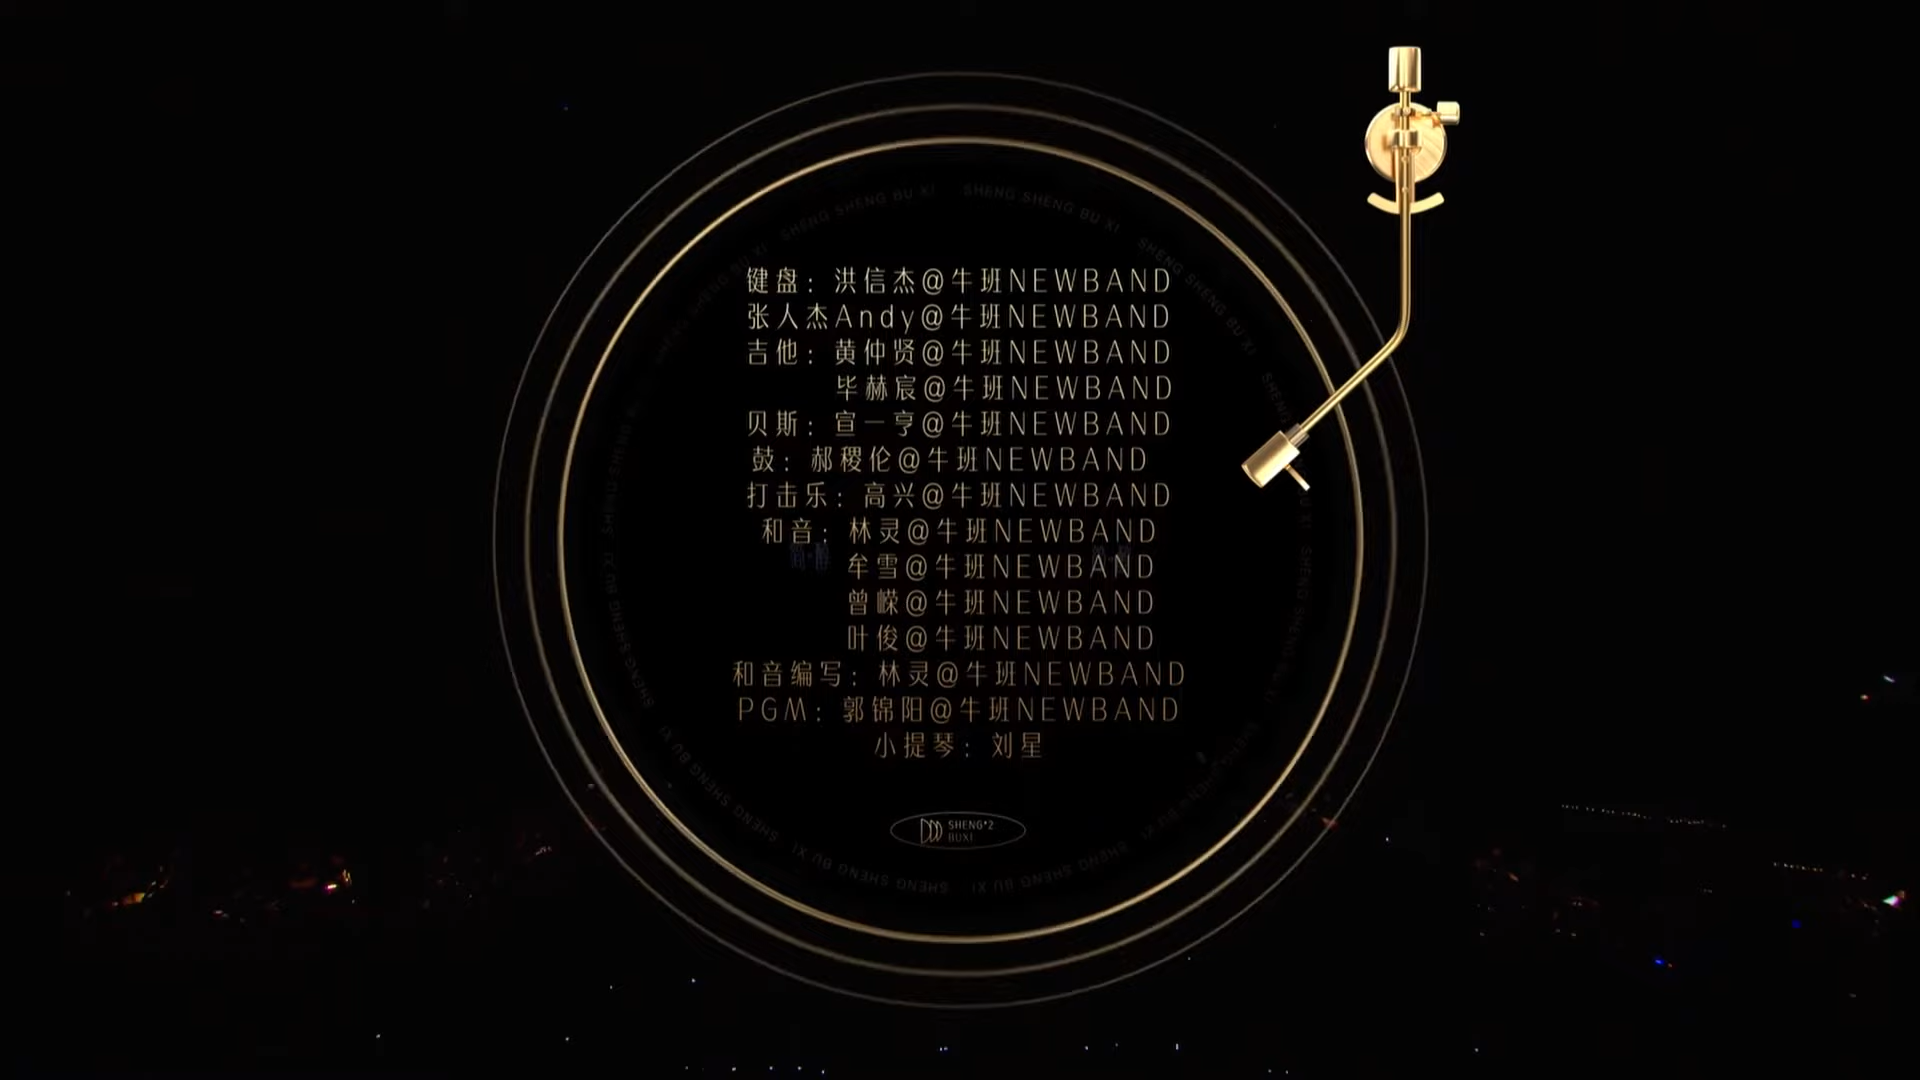 键盘：洪信杰@牛班NEWBAND
张人杰Andy@牛班NEWBAND
吉他：黄仲贤@牛班NEWBAND
毕赫宸@牛班NEWBAND
贝斯：宣一亨@牛班NEWBAND
鼓：郝稷伦@牛班NEWBAND
打击乐：高兴@牛班NEWBAND
和音：林灵@牛班NEWBAND
牟雪@牛班NEWBAND
曾嵘@牛班NEWBAND
叶俊@牛班NEWBAND
和音编写：林灵@牛班NEWBAND
PGM：郭锦阳@牛班NEWBAND
小提琴：刘星
SHENG*2
BUXI
SHENG SHENG BU XI SHENG SHENG BU XI SHENG SHENG BU XI